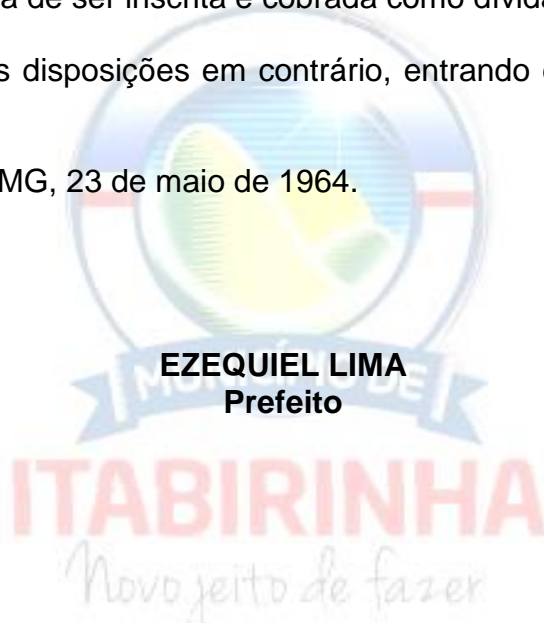 a de ser inscrita e cobrada como dívida
s disposições em contrário, entrando
MG, 23 de maio de 1964.
EZEQUIEL LIMA
Prefeito
MUNICÍPIO DE
ITABIRINHA
Novo jeito de fazer